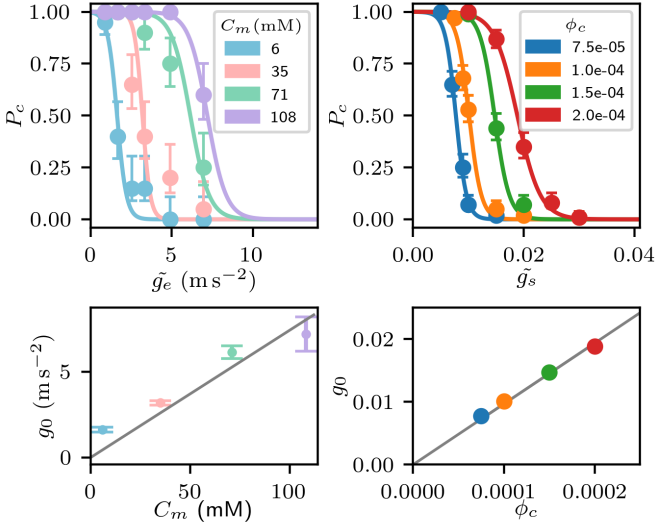 1.00
0.75
0.50
0.25
0.00
P_c
C_m (mM)
6
35
71
108
0 5 10
g̃_e (m s⁻²)
1.00
0.75
0.50
0.25
0.00
P_c
ϕ_c
7.5e-05
1.0e-04
1.5e-04
2.0e-04
0.00 0.02 0.04
g̃_s
5
0
g₀ (m s⁻²)
0 50 100
C_m (mM)
0.02
0.01
0.00
g₀
0.0000 0.0001 0.0002
ϕ_c